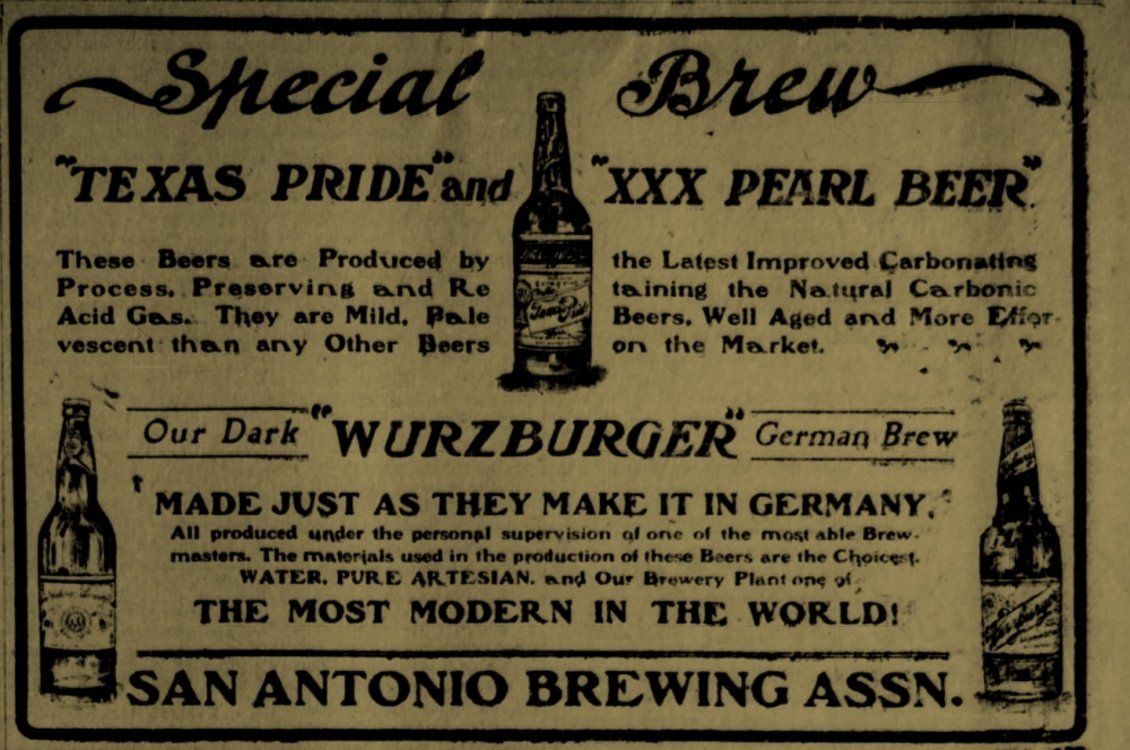 Special Brew
"TEXAS PRIDE" and "XXX PEARL BEER"
These Beers are Produced by the Latest Improved Carbonating
Process, Preserving and Re taining the Natural Carbonic
Acid Gas. They are Mild, Pale Beers, Well Aged and More Effer-
vescent than any Other Beers on the Market.
Our Dark "WURZBURGER" German Brew
"MADE JUST AS THEY MAKE IT IN GERMANY."
All produced under the personal supervision of one of the most able Brew-
masters. The materials used in the production of these Beers are the Choicest.
WATER, PURE ARTESIAN, and Our Brewery Plant one of
THE MOST MODERN IN THE WORLD!
SAN ANTONIO BREWING ASSN.
Texas Pride
Wurzburger